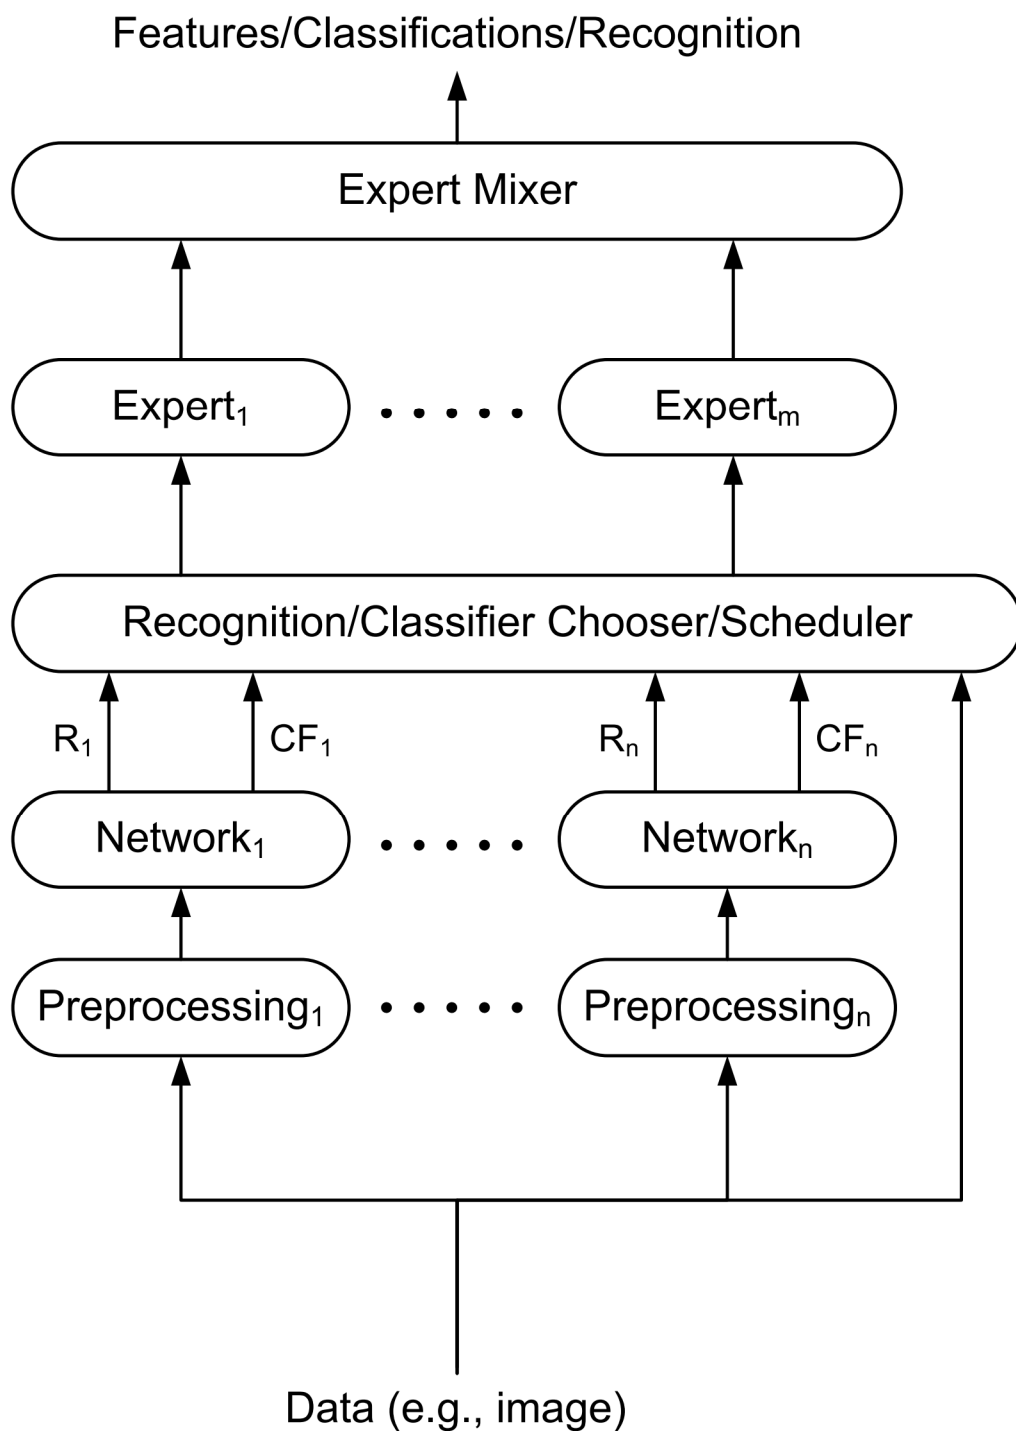 Features/Classifications/Recognition
Expert Mixer
Expert₁ Expertₘ
Recognition/Classifier Chooser/Scheduler
R₁ CF₁ Rₙ CFₙ
Network₁ Networkₙ
Preprocessing₁ Preprocessingₙ
Data (e.g., image)